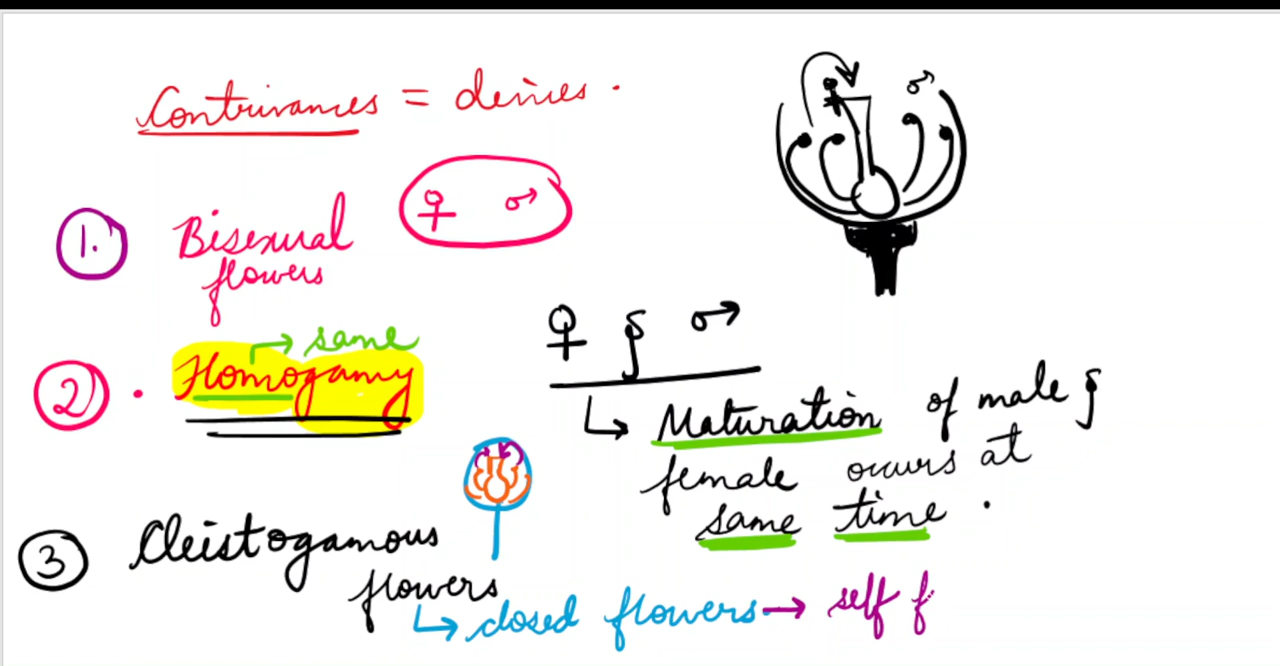 Contrivances = devices.
♀ ♂
♂
1. Bisexual
flowers
→ same
2) • Homogamy
♀ & ♂
↳ Maturation of male &
female occurs at
same time.
3 Cleistogamous
flowers
↳ closed flowers → self f